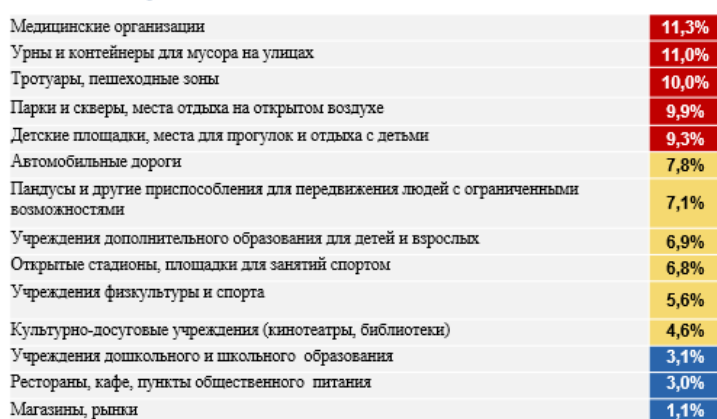 Медицинские организации 11,3%
Урны и контейнеры для мусора на улицах 11,0%
Тротуары, пешеходные зоны 10,0%
Парки и скверы, места отдыха на открытом воздухе 9,9%
Детские площадки, места для прогулок и отдыха с детьми 9,3%
Автомобильные дороги 7,8%
Пандусы и другие приспособления для передвижения людей с ограниченными
возможностями 7,1%
Учреждения дополнительного образования для детей и взрослых 6,9%
Открытые стадионы, площадки для занятий спортом 6,8%
Учреждения физкультуры и спорта 5,6%
Культурно-досуговые учреждения (кинотеатры, библиотеки) 4,6%
Учреждения дошкольного и школьного образования 3,1%
Рестораны, кафе, пункты общественного питания 3,0%
Магазины, рынки 1,1%